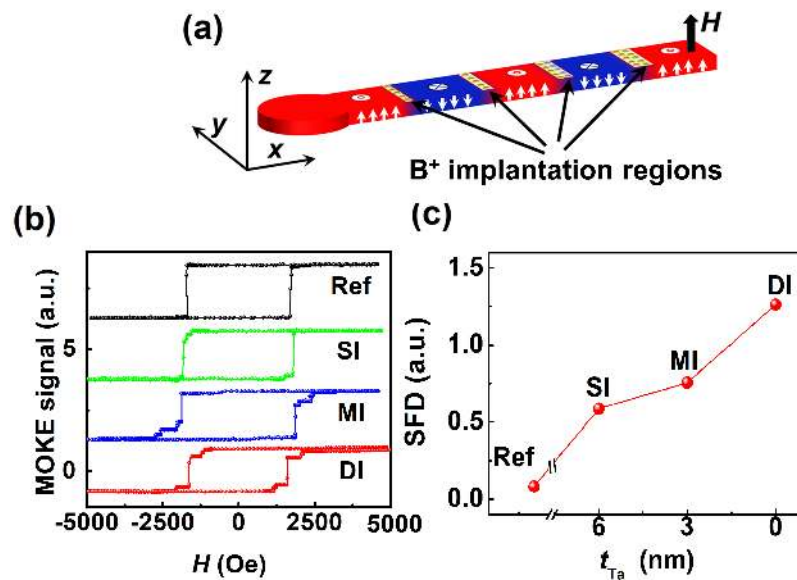 (a)
H
z
y
x
B⁺ implantation regions
(b)
MOKE signal (a.u.)
5
0
Ref
SI
MI
DI
-5000 -2500 0 2500 5000
H (Oe)
(c)
SFD (a.u.)
1.5
1.0
0.5
0.0
DI
MI
SI
Ref
6 3 0
t_Ta (nm)